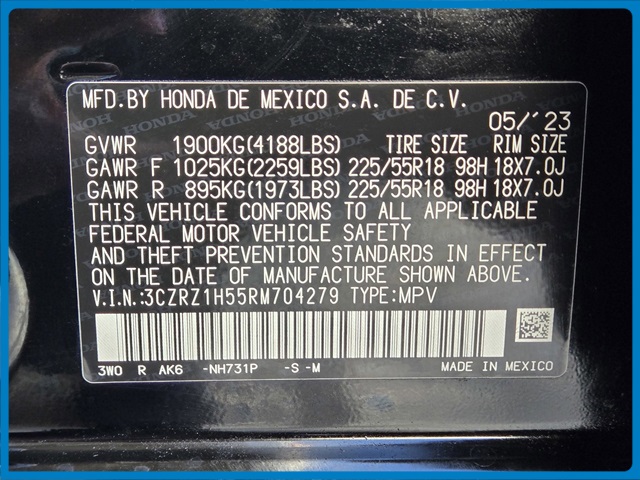 MFD.BY HONDA DE MEXICO S.A. DE C.V.
05/'23
GVWR 1900KG(4188LBS) TIRE SIZE RIM SIZE
GAWR F 1025KG(2259LBS) 225/55R18 98H 18X7.0J
GAWR R 895KG(1973LBS) 225/55R18 98H 18X7.0J
THIS VEHICLE CONFORMS TO ALL APPLICABLE
FEDERAL MOTOR VEHICLE SAFETY
AND THEFT PREVENTION STANDARDS IN EFFECT
ON THE DATE OF MANUFACTURE SHOWN ABOVE.
V.I.N.:3CZRZ1H55RM704279 TYPE:MPV
3WO R AK6 -NH731P -S -M MADE IN MEXICO